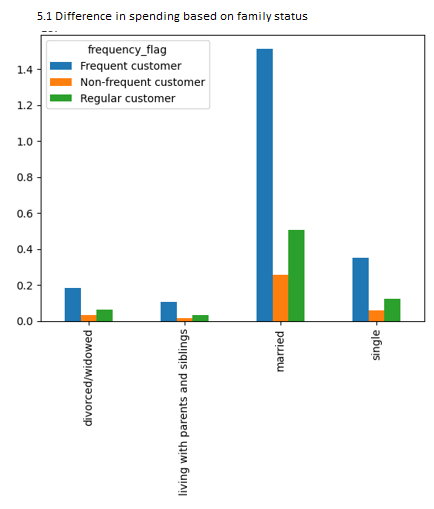 5.1 Difference in spending based on family status
frequency_flag
Frequent customer
Non-frequent customer
Regular customer
1.4
1.2
1.0
0.8
0.6
0.4
0.2
0.0
divorced/widowed
living with parents and siblings
married
single